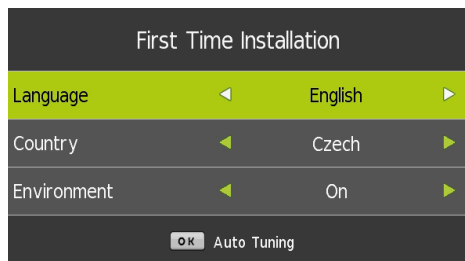 First Time Installation
Language English
Country Czech
Environment On
OK Auto Tuning